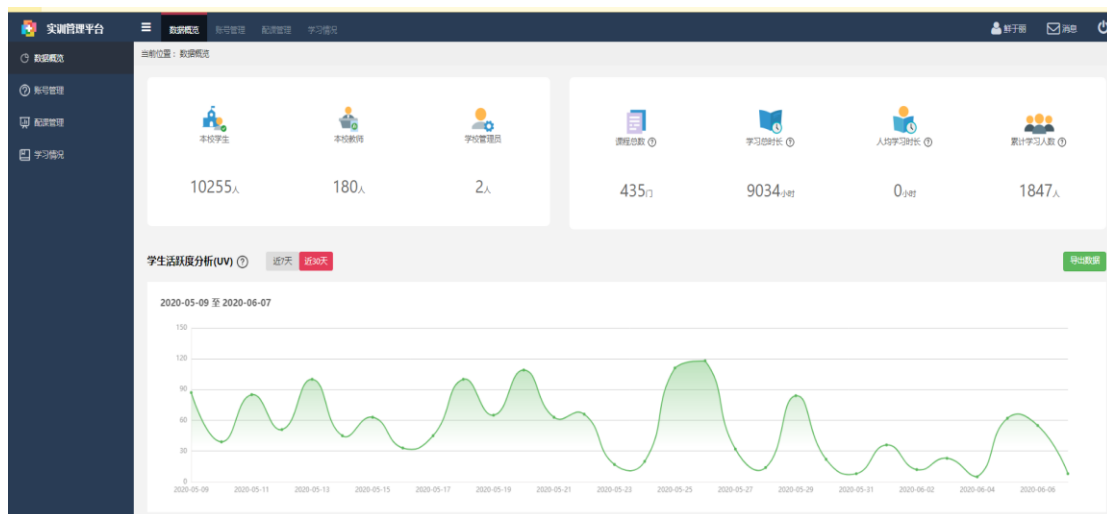 实训管理平台
数据概览 账号管理 配课管理 学习情况
鲜于丽 消息
当前位置：数据概览
数据概览
账号管理
配课管理
学习情况
本校学生 本校教师 学校管理员
10255人 180人 2人
课程总数 学习总时长 人均学习时长 累计学习人数
435门 9034小时 0小时 1847人
学生活跃度分析(UV) 近7天 近30天 导出数据
2020-05-09 至 2020-06-07
150
120
90
60
30
0
2020-05-09 2020-05-11 2020-05-13 2020-05-15 2020-05-17 2020-05-19 2020-05-21 2020-05-23 2020-05-25 2020-05-27 2020-05-29 2020-05-31 2020-06-02 2020-06-04 2020-06-06